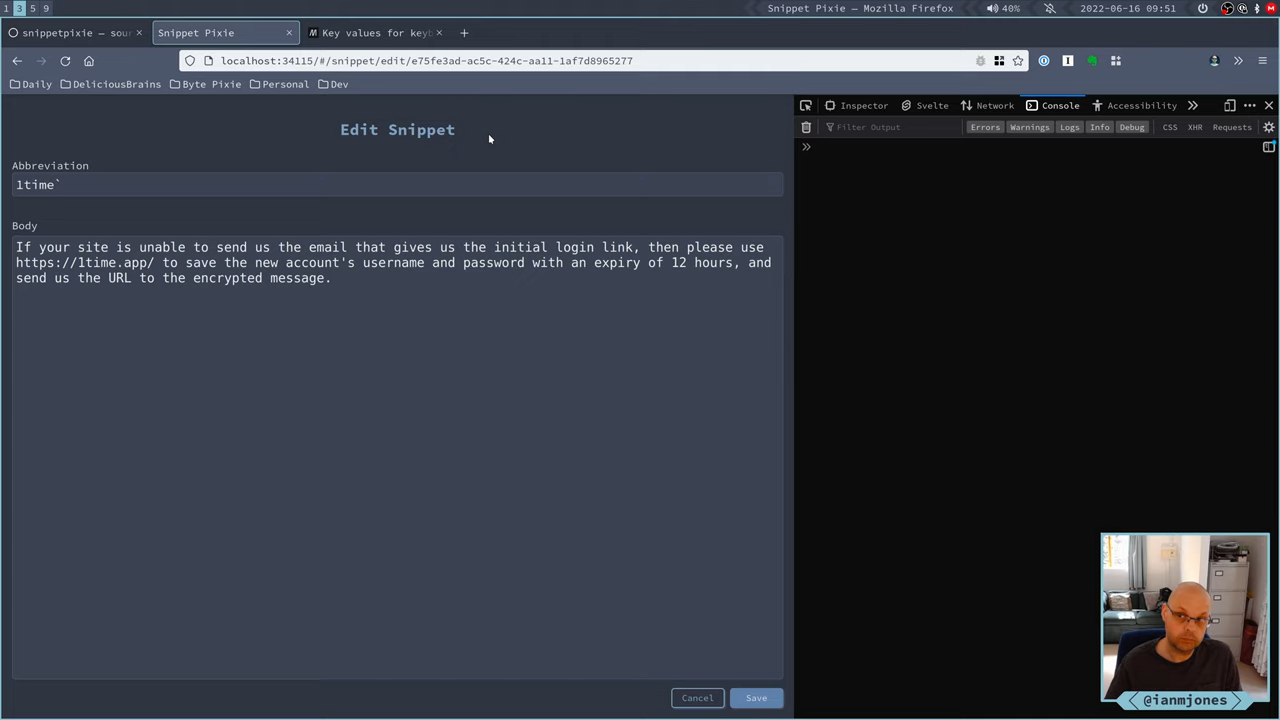 1 3 5 9
Snippet Pixie — Mozilla Firefox
40%
2022-06-16 09:51
snippetpixie — sou
Snippet Pixie
Key values for keyb
localhost:34115/#/snippet/edit/e75fe3ad-ac5c-424c-aa11-1af7d8965277
Daily
DeliciousBrains
Byte Pixie
Personal
Dev
Inspector
Svelte
Network
Console
Accessibility
Filter Output
Errors
Warnings
Logs
Info
Debug
CSS
XHR
Requests
Edit Snippet
Abbreviation
1time`
Body
If your site is unable to send us the email that gives us the initial login link, then please use
https://1time.app/ to save the new account's username and password with an expiry of 12 hours, and
send us the URL to the encrypted message.
Cancel
Save
@ianmjones